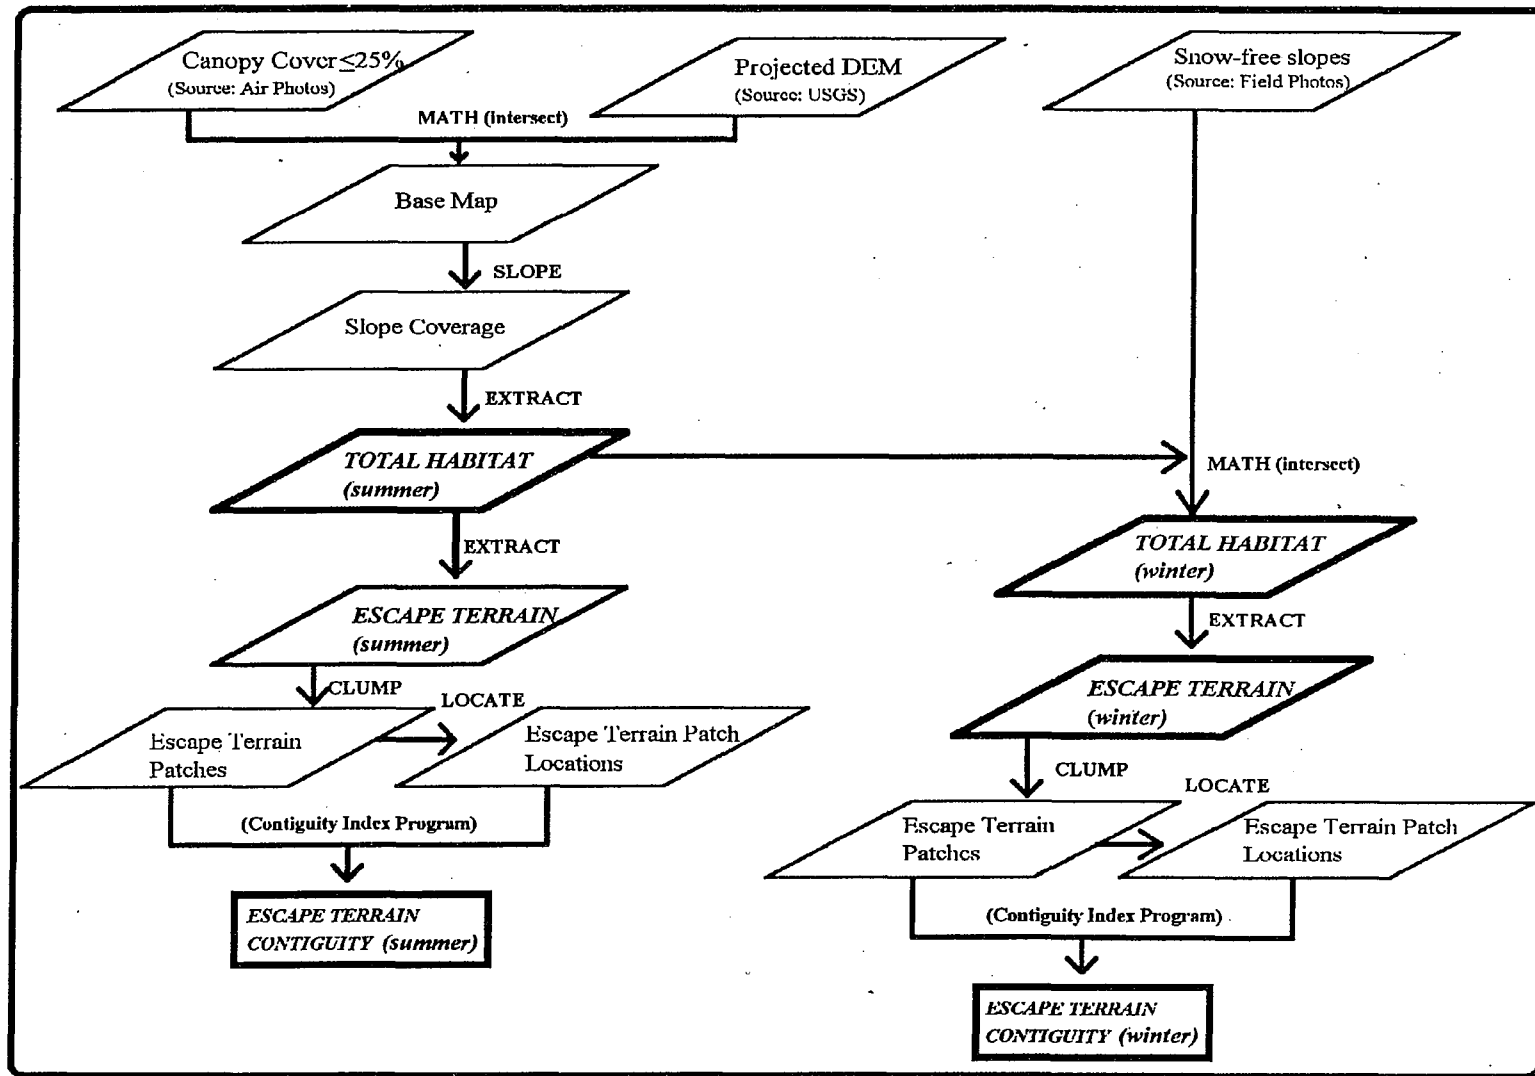 Canopy Cover ≤25%
(Source: Air Photos)
Projected DEM
(Source: USGS)
Snow-free slopes
(Source: Field Photos)
MATH (intersect)
Base Map
SLOPE
Slope Coverage
EXTRACT
TOTAL HABITAT
(summer)
MATH (intersect)
EXTRACT
TOTAL HABITAT
(winter)
ESCAPE TERRAIN
(summer)
EXTRACT
CLUMP
LOCATE
ESCAPE TERRAIN
(winter)
Escape Terrain
Patches
Escape Terrain Patch
Locations
CLUMP
LOCATE
(Contiguity Index Program)
Escape Terrain
Patches
Escape Terrain Patch
Locations
ESCAPE TERRAIN
CONTIGUITY (summer)
(Contiguity Index Program)
ESCAPE TERRAIN
CONTIGUITY (winter)